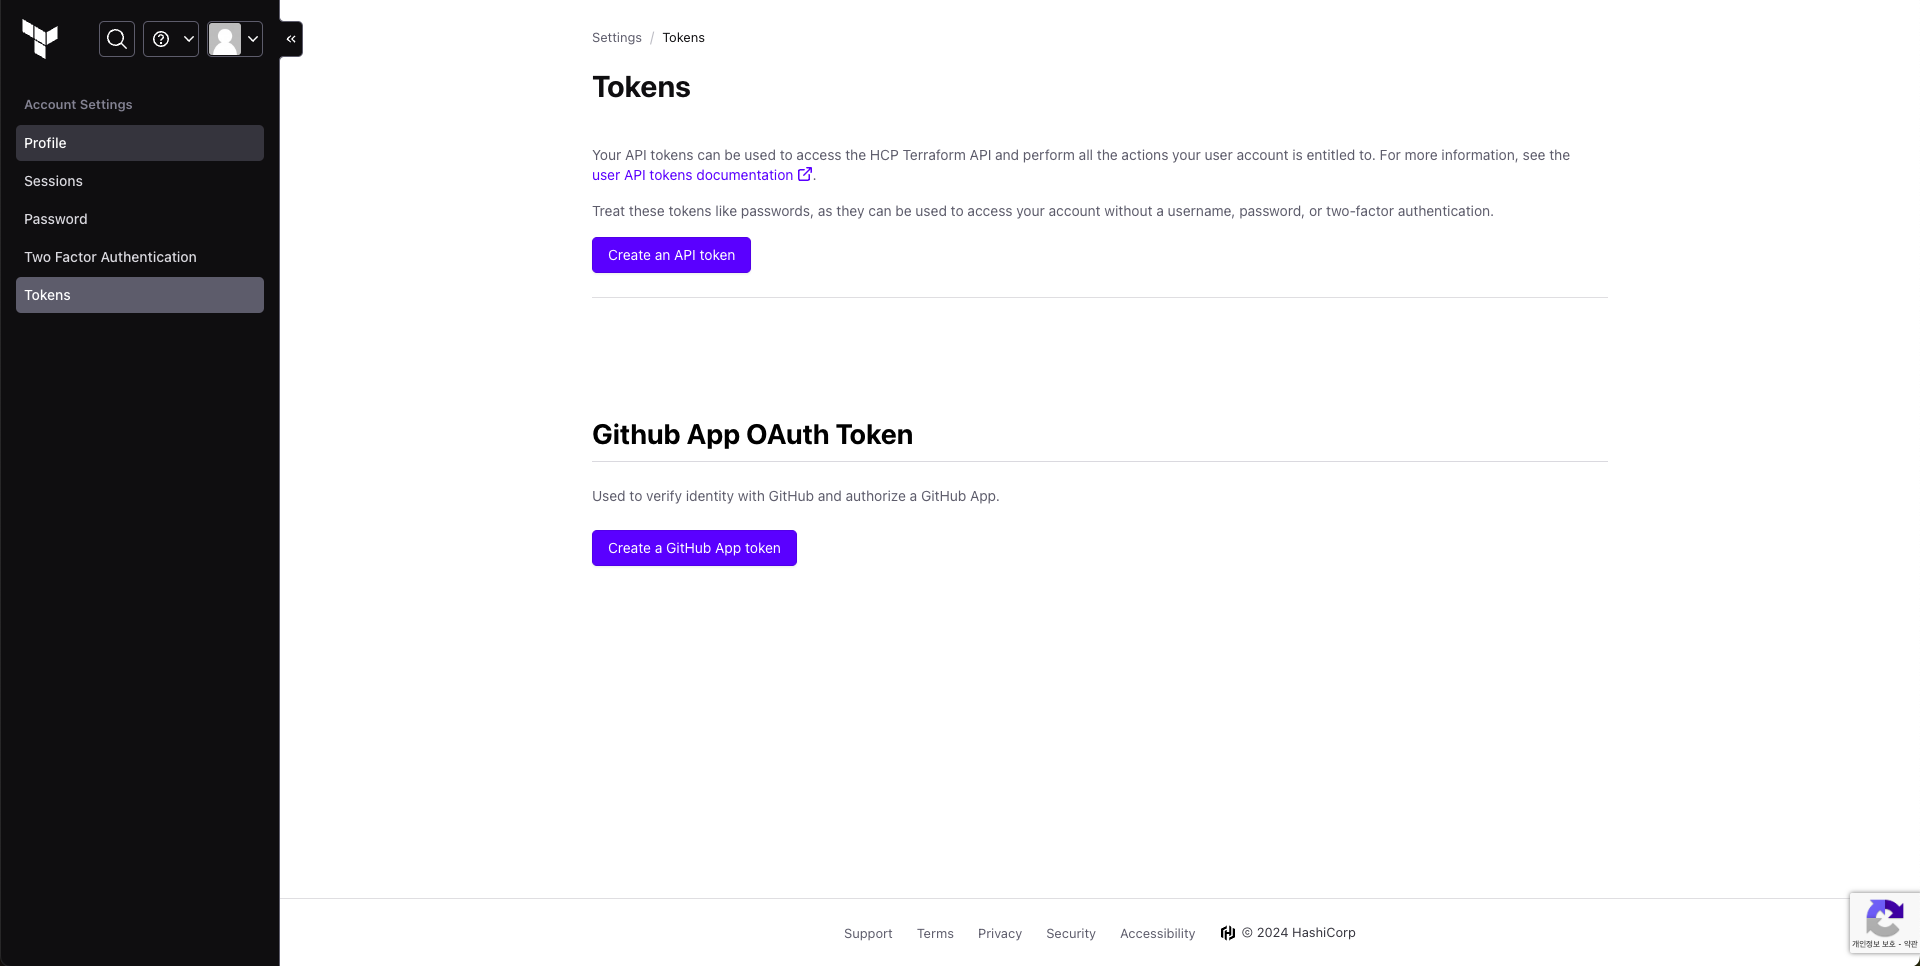 Account Settings
Profile
Sessions
Password
Two Factor Authentication
Tokens
Settings / Tokens
Tokens
Your API tokens can be used to access the HCP Terraform API and perform all the actions your user account is entitled to. For more information, see the
user API tokens documentation.
Treat these tokens like passwords, as they can be used to access your account without a username, password, or two-factor authentication.
Create an API token
Github App OAuth Token
Used to verify identity with GitHub and authorize a GitHub App.
Create a GitHub App token
Support Terms Privacy Security Accessibility © 2024 HashiCorp
개인정보 보호 - 약관